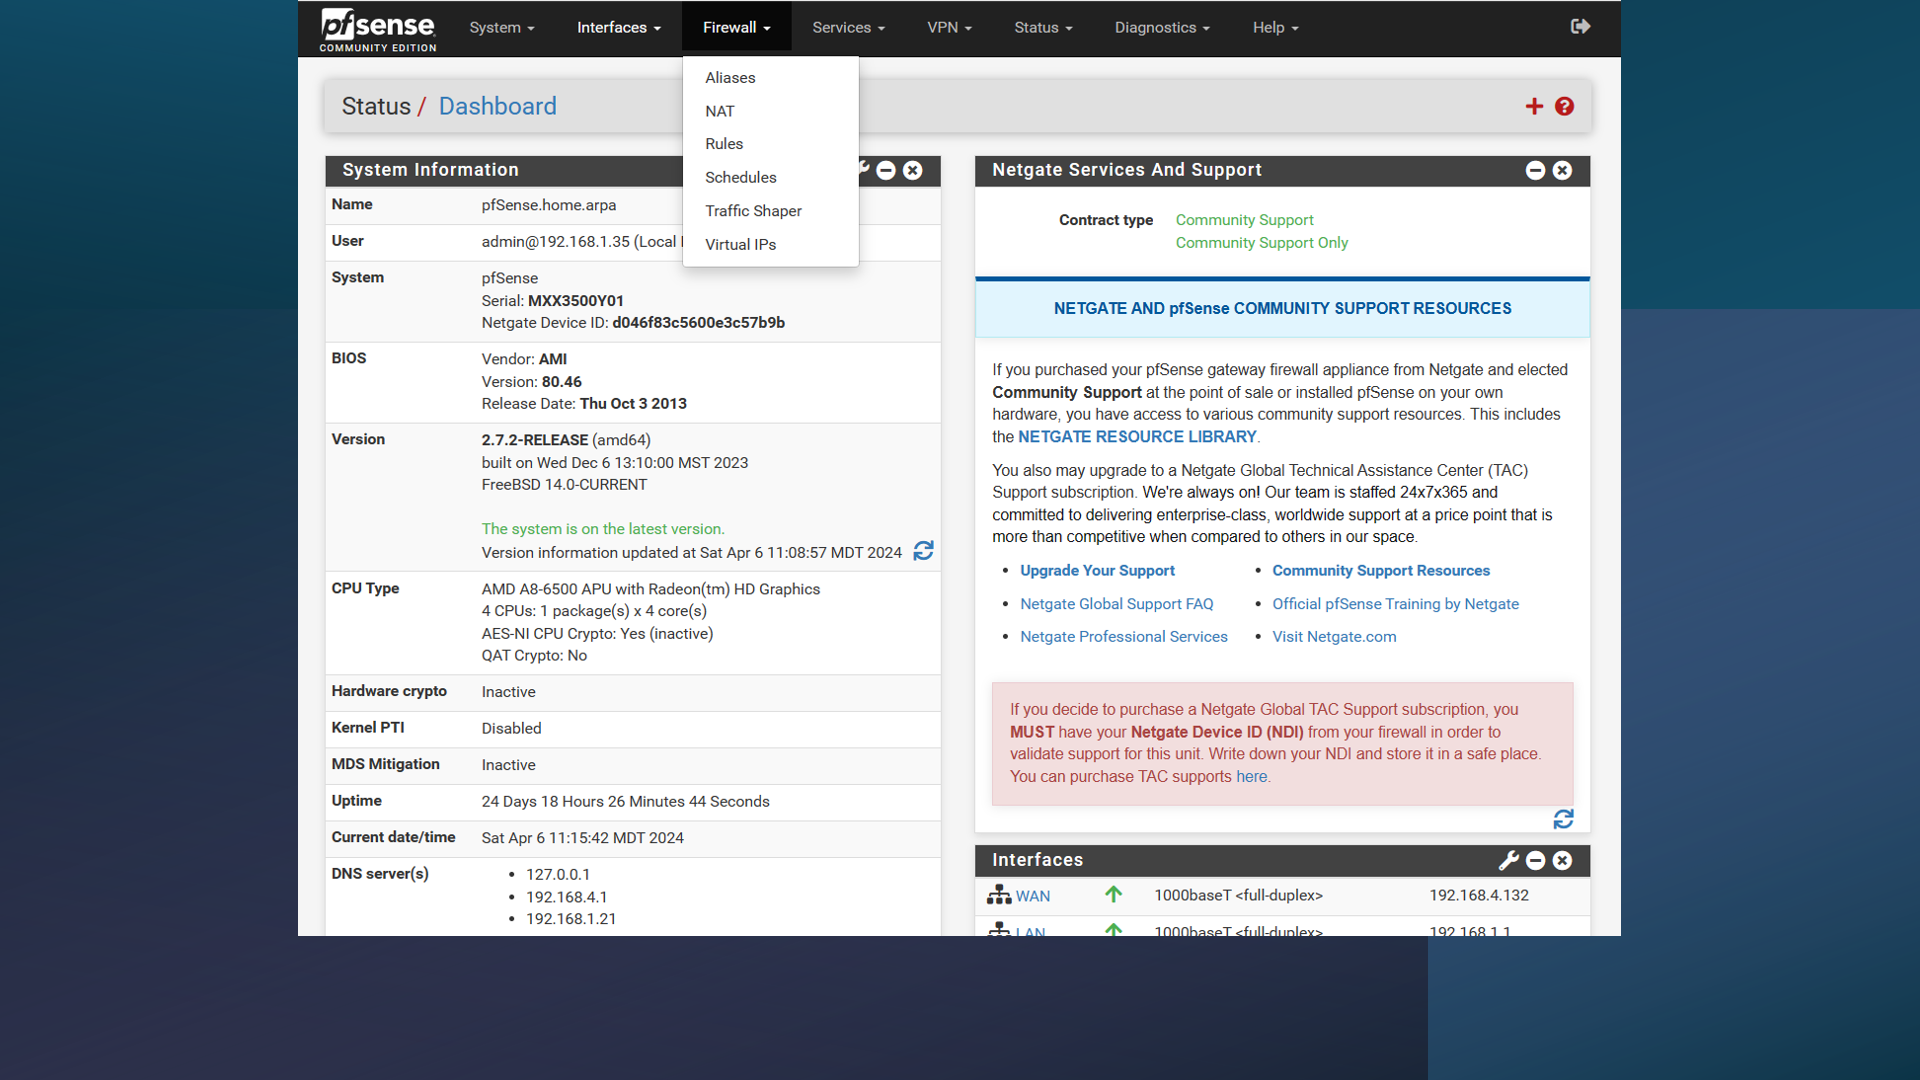 pfsense
COMMUNITY EDITION
System
Interfaces
Firewall
Services
VPN
Status
Diagnostics
Help
Aliases
NAT
Rules
Schedules
Traffic Shaper
Virtual IPs
Status / Dashboard
System Information
Name pfSense.home.arpa
User admin@192.168.1.35 (Local
System pfSense
Serial: MXX3500Y01
Netgate Device ID: d046f83c5600e3c57b9b
BIOS Vendor: AMI
Version: 80.46
Release Date: Thu Oct 3 2013
Version 2.7.2-RELEASE (amd64)
built on Wed Dec 6 13:10:00 MST 2023
FreeBSD 14.0-CURRENT
The system is on the latest version.
Version information updated at Sat Apr 6 11:08:57 MDT 2024
CPU Type AMD A8-6500 APU with Radeon(tm) HD Graphics
4 CPUs: 1 package(s) x 4 core(s)
AES-NI CPU Crypto: Yes (inactive)
QAT Crypto: No
Hardware crypto Inactive
Kernel PTI Disabled
MDS Mitigation Inactive
Uptime 24 Days 18 Hours 26 Minutes 44 Seconds
Current date/time Sat Apr 6 11:15:42 MDT 2024
DNS server(s) • 127.0.0.1
• 192.168.4.1
• 192.168.1.21
Netgate Services And Support
Contract type Community Support
Community Support Only
NETGATE AND pfSense COMMUNITY SUPPORT RESOURCES
If you purchased your pfSense gateway firewall appliance from Netgate and elected
Community Support at the point of sale or installed pfSense on your own
hardware, you have access to various community support resources. This includes
the NETGATE RESOURCE LIBRARY.
You also may upgrade to a Netgate Global Technical Assistance Center (TAC)
Support subscription. We're always on! Our team is staffed 24x7x365 and
committed to delivering enterprise-class, worldwide support at a price point that is
more than competitive when compared to others in our space.
• Upgrade Your Support • Community Support Resources
• Netgate Global Support FAQ • Official pfSense Training by Netgate
• Netgate Professional Services • Visit Netgate.com
If you decide to purchase a Netgate Global TAC Support subscription, you
MUST have your Netgate Device ID (NDI) from your firewall in order to
validate support for this unit. Write down your NDI and store it in a safe place.
You can purchase TAC supports here.
Interfaces
WAN 1000baseT <full-duplex> 192.168.4.132
LAN 1000baseT <full-duplex> 192.168.1.1